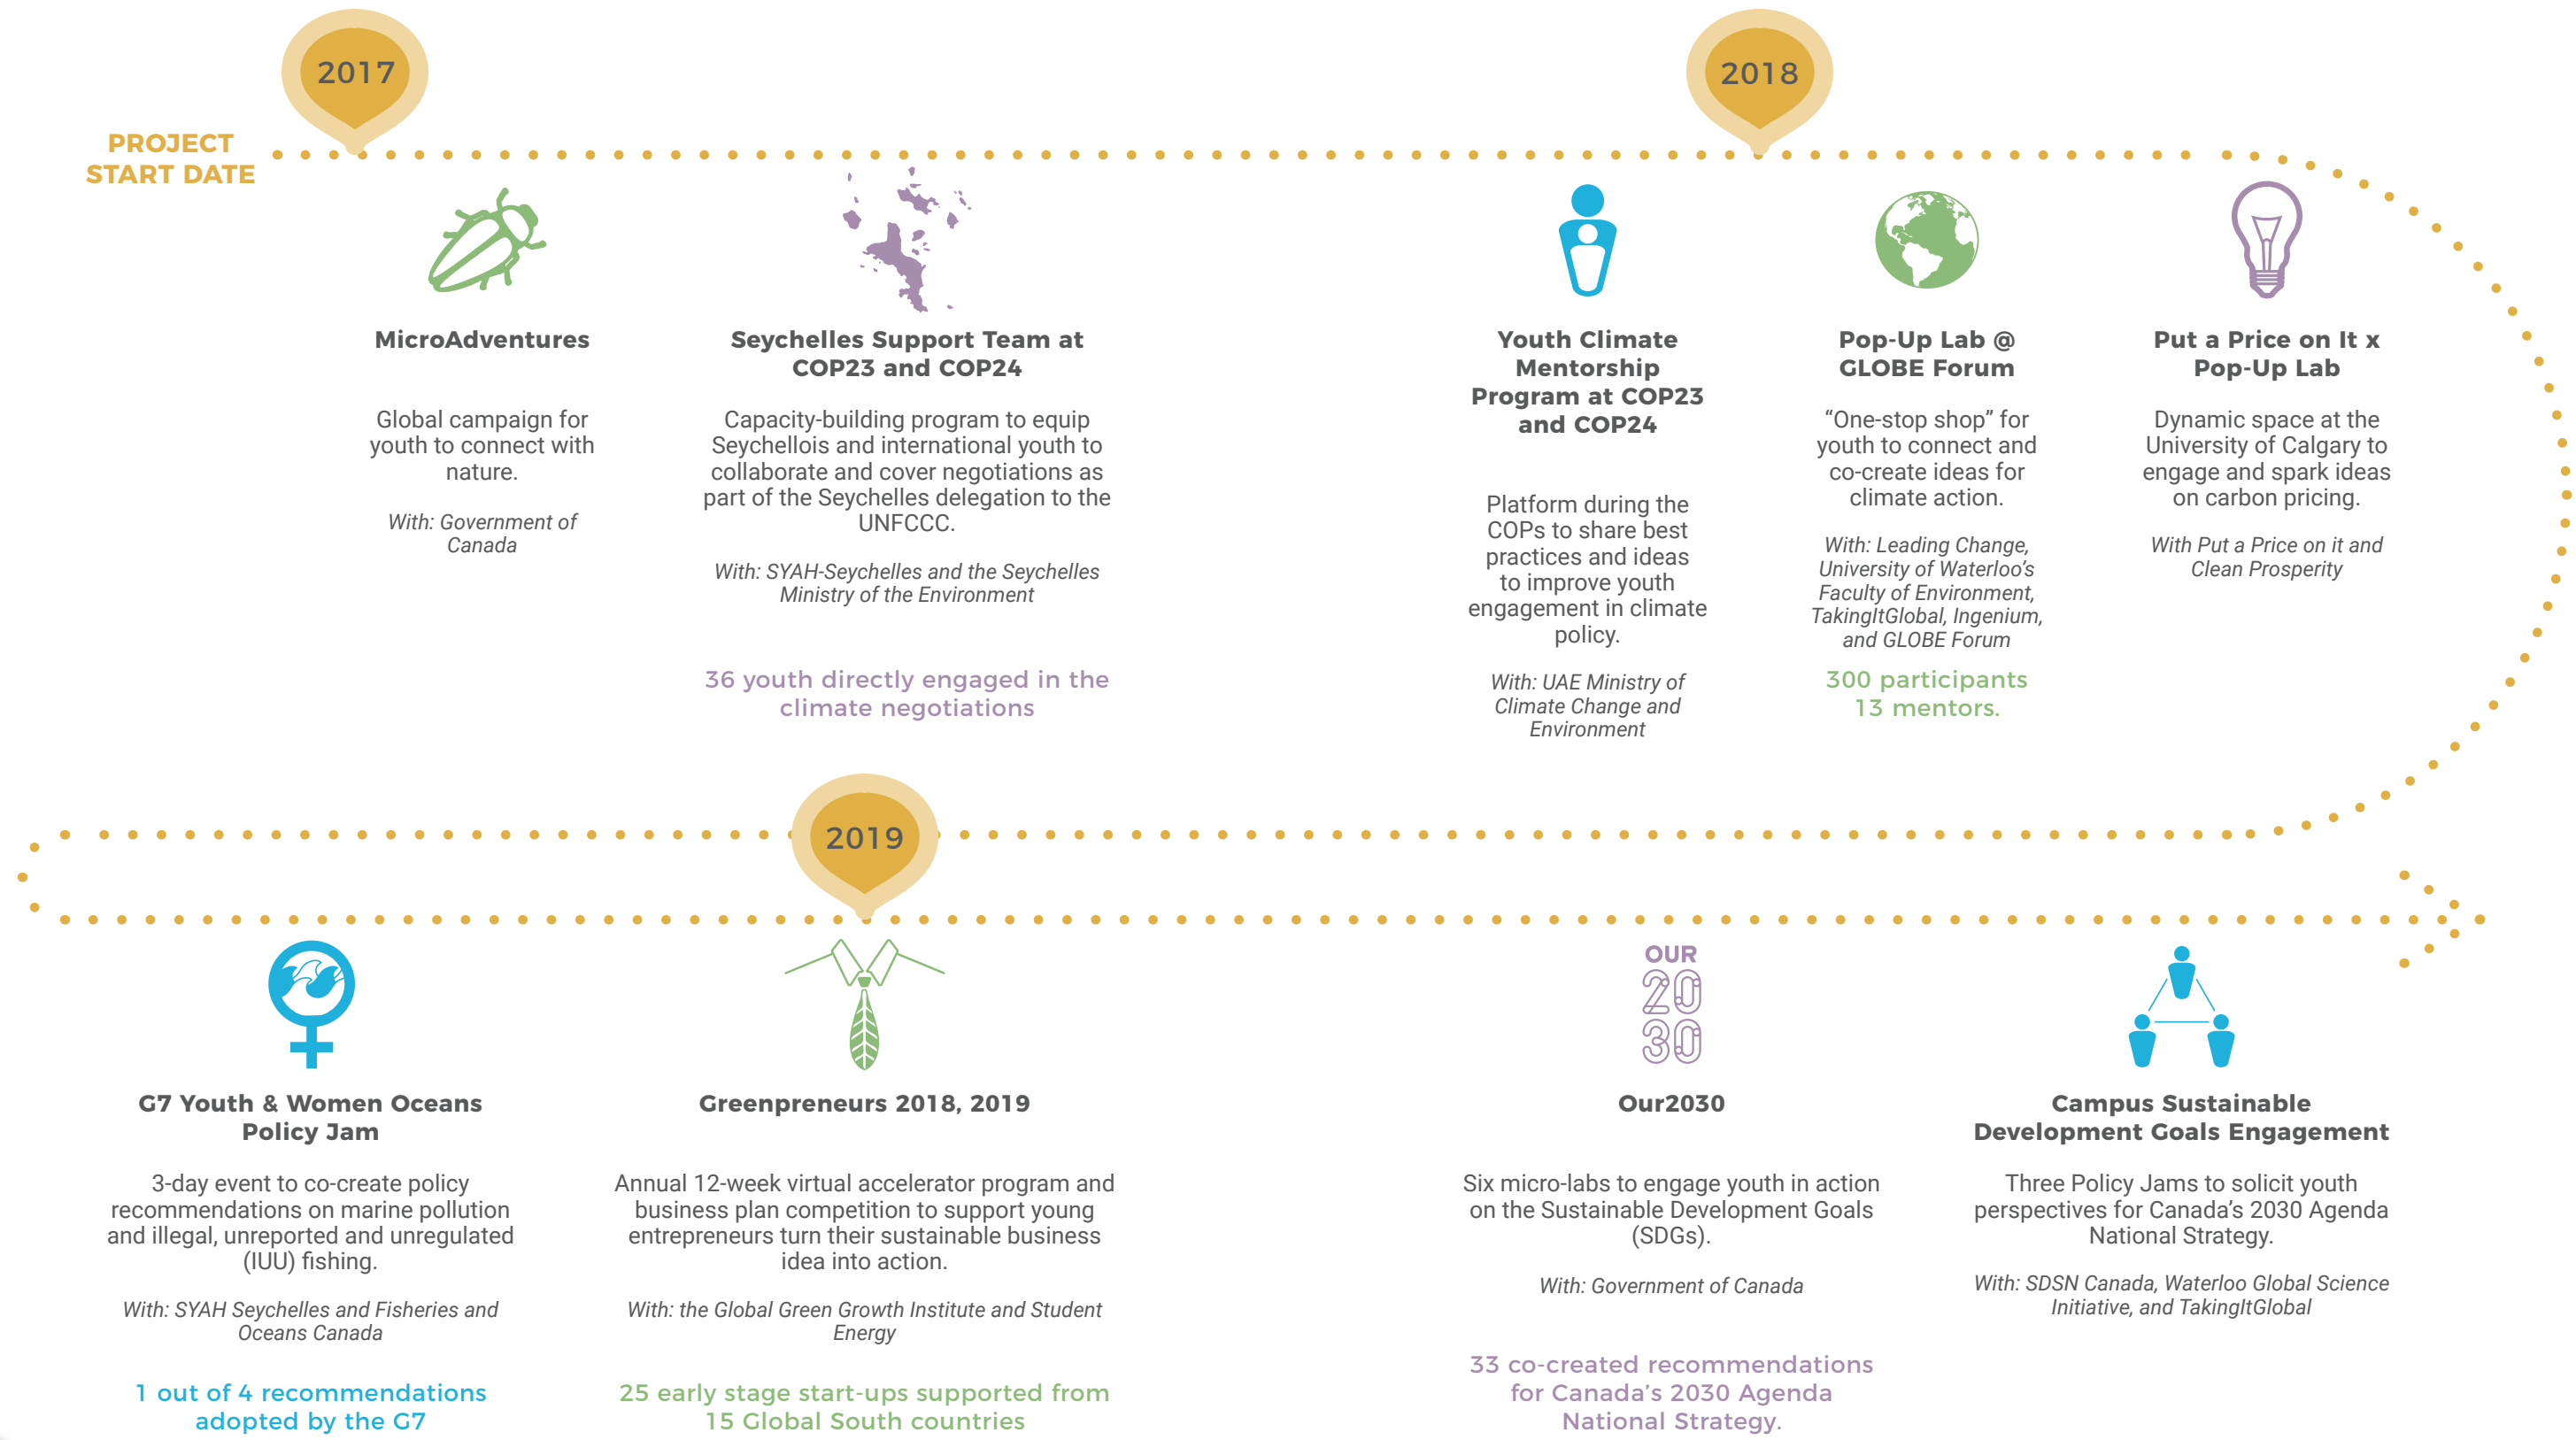 2017
2018
PROJECT
START DATE
MicroAdventures
Global campaign for
youth to connect with
nature.
With: Government of
Canada
Seychelles Support Team at
COP23 and COP24
Capacity-building program to equip
Seychellois and international youth to
collaborate and cover negotiations as
part of the Seychelles delegation to the
UNFCCC.
With: SYAH-Seychelles and the Seychelles
Ministry of the Environment
36 youth directly engaged in the
climate negotiations
Youth Climate
Mentorship
Program at COP23
and COP24
Platform during the
COPs to share best
practices and ideas
to improve youth
engagement in climate
policy.
With: UAE Ministry of
Climate Change and
Environment
Pop-Up Lab @
GLOBE Forum
“One-stop shop” for
youth to connect and
co-create ideas for
climate action.
With: Leading Change,
University of Waterloo’s
Faculty of Environment,
TakingItGlobal, Ingenium,
and GLOBE Forum
300 participants
13 mentors.
Put a Price on It x
Pop-Up Lab
Dynamic space at the
University of Calgary to
engage and spark ideas
on carbon pricing.
With Put a Price on it and
Clean Prosperity
2019
G7 Youth & Women Oceans
Policy Jam
3-day event to co-create policy
recommendations on marine pollution
and illegal, unreported and unregulated
(IUU) fishing.
With: SYAH Seychelles and Fisheries and
Oceans Canada
1 out of 4 recommendations
adopted by the G7
Greenpreneurs 2018, 2019
Annual 12-week virtual accelerator program and
business plan competition to support young
entrepreneurs turn their sustainable business
idea into action.
With: the Global Green Growth Institute and Student
Energy
25 early stage start-ups supported from
15 Global South countries
OUR
20
30
Our2030
Six micro-labs to engage youth in action
on the Sustainable Development Goals
(SDGs).
With: Government of Canada
33 co-created recommendations
for Canada’s 2030 Agenda
National Strategy.
Campus Sustainable
Development Goals Engagement
Three Policy Jams to solicit youth
perspectives for Canada’s 2030 Agenda
National Strategy.
With: SDSN Canada, Waterloo Global Science
Initiative, and TakingItGlobal